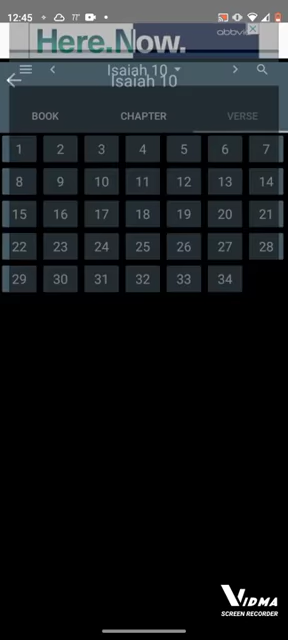 12:45
Here.Now.
abbvie
Isaiah 10
Isaiah 10
BOOK CHAPTER VERSE
1 2 3 4 5 6 7
8 9 10 11 12 13 14
15 16 17 18 19 20 21
22 23 24 25 26 27 28
29 30 31 32 33 34
VIDMA
SCREEN RECORDER